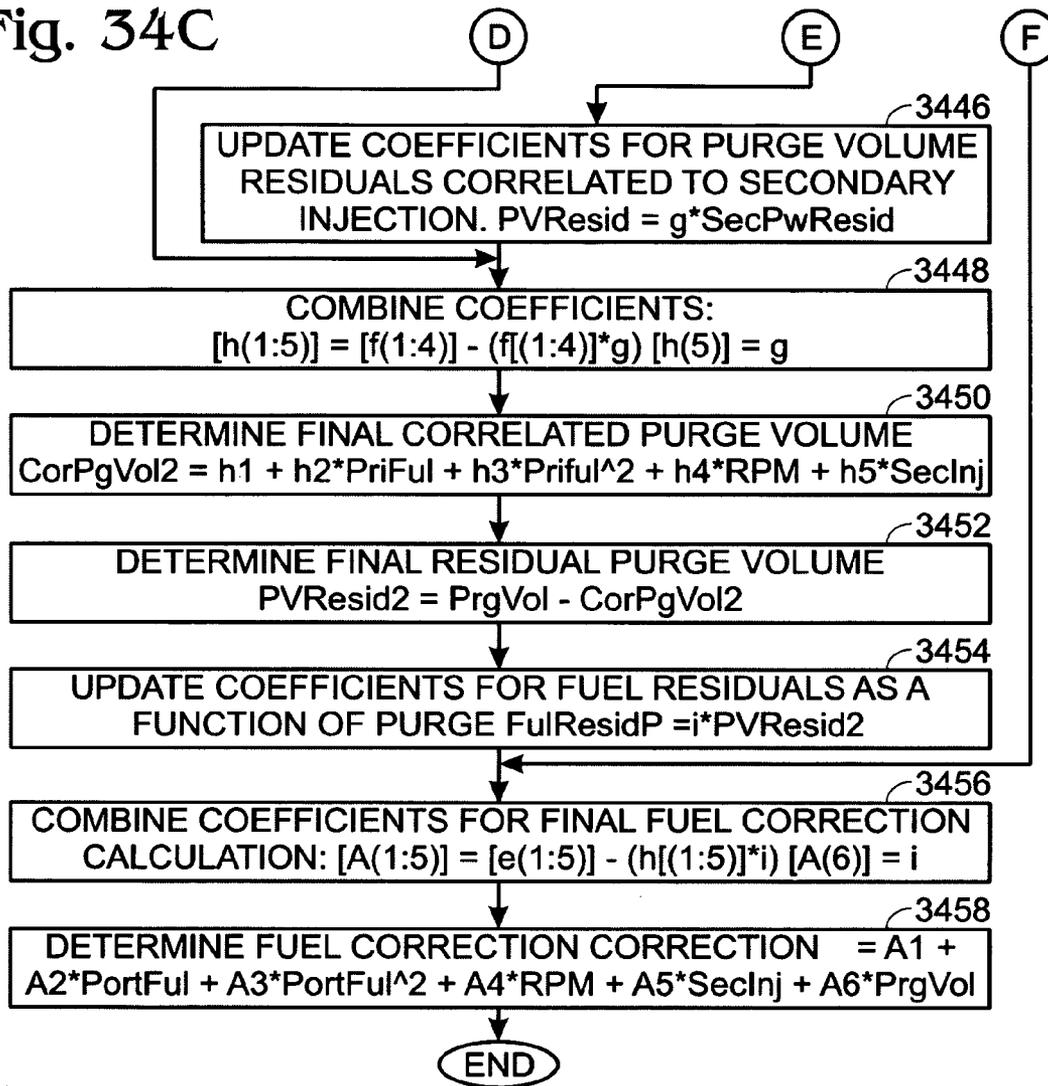 Fig. 34C
D
E
F
3446
UPDATE COEFFICIENTS FOR PURGE VOLUME
RESIDUALS CORRELATED TO SECONDARY
INJECTION. PVResid = g*SecPwResid
3448
COMBINE COEFFICIENTS:
[h(1:5)] = [f(1:4)] - (f[(1:4)]*g) [h(5)] = g
3450
DETERMINE FINAL CORRELATED PURGE VOLUME
CorPgVol2 = h1 + h2*PriFul + h3*Priful^2 + h4*RPM + h5*SecInj
3452
DETERMINE FINAL RESIDUAL PURGE VOLUME
PVResid2 = PrgVol - CorPgVol2
3454
UPDATE COEFFICIENTS FOR FUEL RESIDUALS AS A
FUNCTION OF PURGE FulResidP =i*PVResid2
3456
COMBINE COEFFICIENTS FOR FINAL FUEL CORRECTION
CALCULATION: [A(1:5)] = [e(1:5)] - (h[(1:5)]*i) [A(6)] = i
3458
DETERMINE FUEL CORRECTION CORRECTION = A1 +
A2*PortFul + A3*PortFul^2 + A4*RPM + A5*SecInj + A6*PrgVol
END